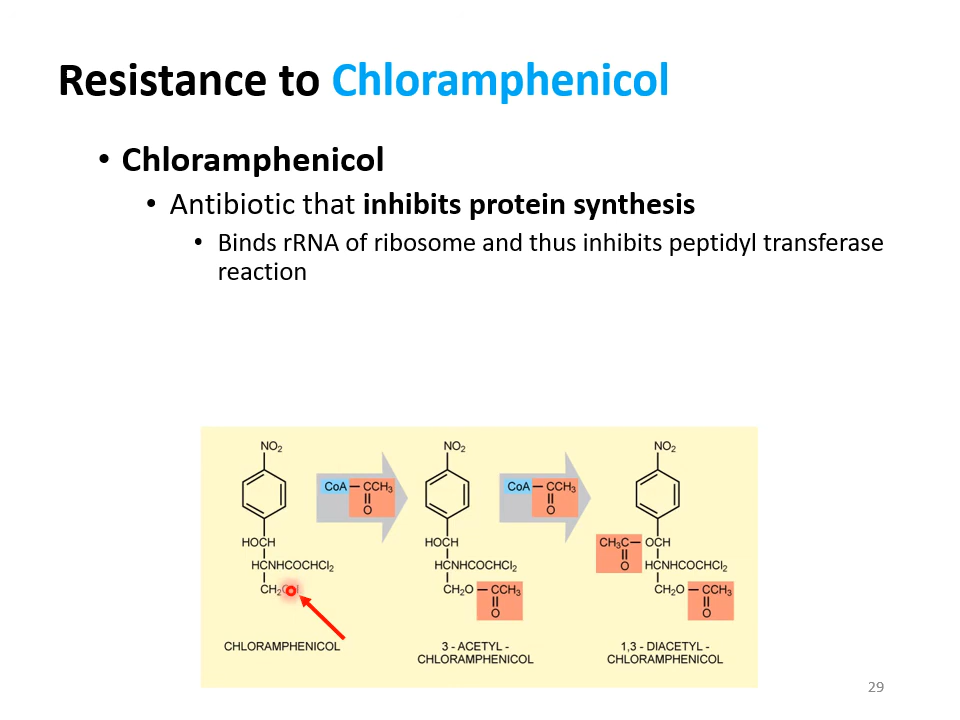 Resistance to Chloramphenicol
• Chloramphenicol
• Antibiotic that inhibits protein synthesis
• Binds rRNA of ribosome and thus inhibits peptidyl transferase
reaction
NO₂
HOCH
HCNHCOCHCl₂
CH₂
CHLORAMPHENICOL
CoA — CCH₃
O
NO₂
HOCH
HCNHCOCHCl₂
CH₂O — CCH₃
O
3 - ACETYL -
CHLORAMPHENICOL
CoA — CCH₃
O
NO₂
CH₃C — OCH
O
HCNHCOCHCl₂
CH₂O — CCH₃
O
1,3 - DIACETYL -
CHLORAMPHENICOL
29